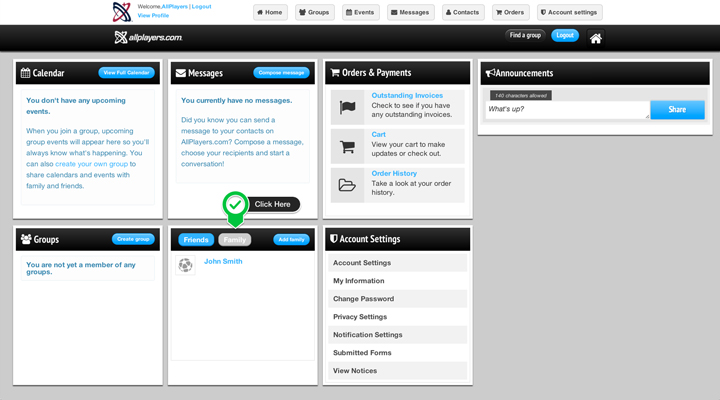 Welcome,AllPlayers | Logout
View Profile
Home
Groups
Events
Messages
Contacts
Orders
Account settings
allplayers.com
Find a group
Logout
Calendar
View Full Calendar
You don't have any upcoming
events.
When you join a group, upcoming
group events will appear here so you'll
always know what's happening. You
can also create your own group to
share calendars and events with
family and friends.
Messages
Compose message
You currently have no messages.
Did you know you can send a
message to your contacts on
AllPlayers.com? Compose a message,
choose your recipients and start a
conversation!
Click Here
Orders & Payments
Outstanding Invoices
Check to see if you have
any outstanding invoices.
Cart
View your cart to make
updates or check out.
Order History
Take a look at your order
history.
Announcements
140 characters allowed
What's up?
Share
Groups
Create group
You are not yet a member of any
groups.
Friends
Family
Add family
John Smith
Account Settings
Account Settings
My Information
Change Password
Privacy Settings
Notification Settings
Submitted Forms
View Notices